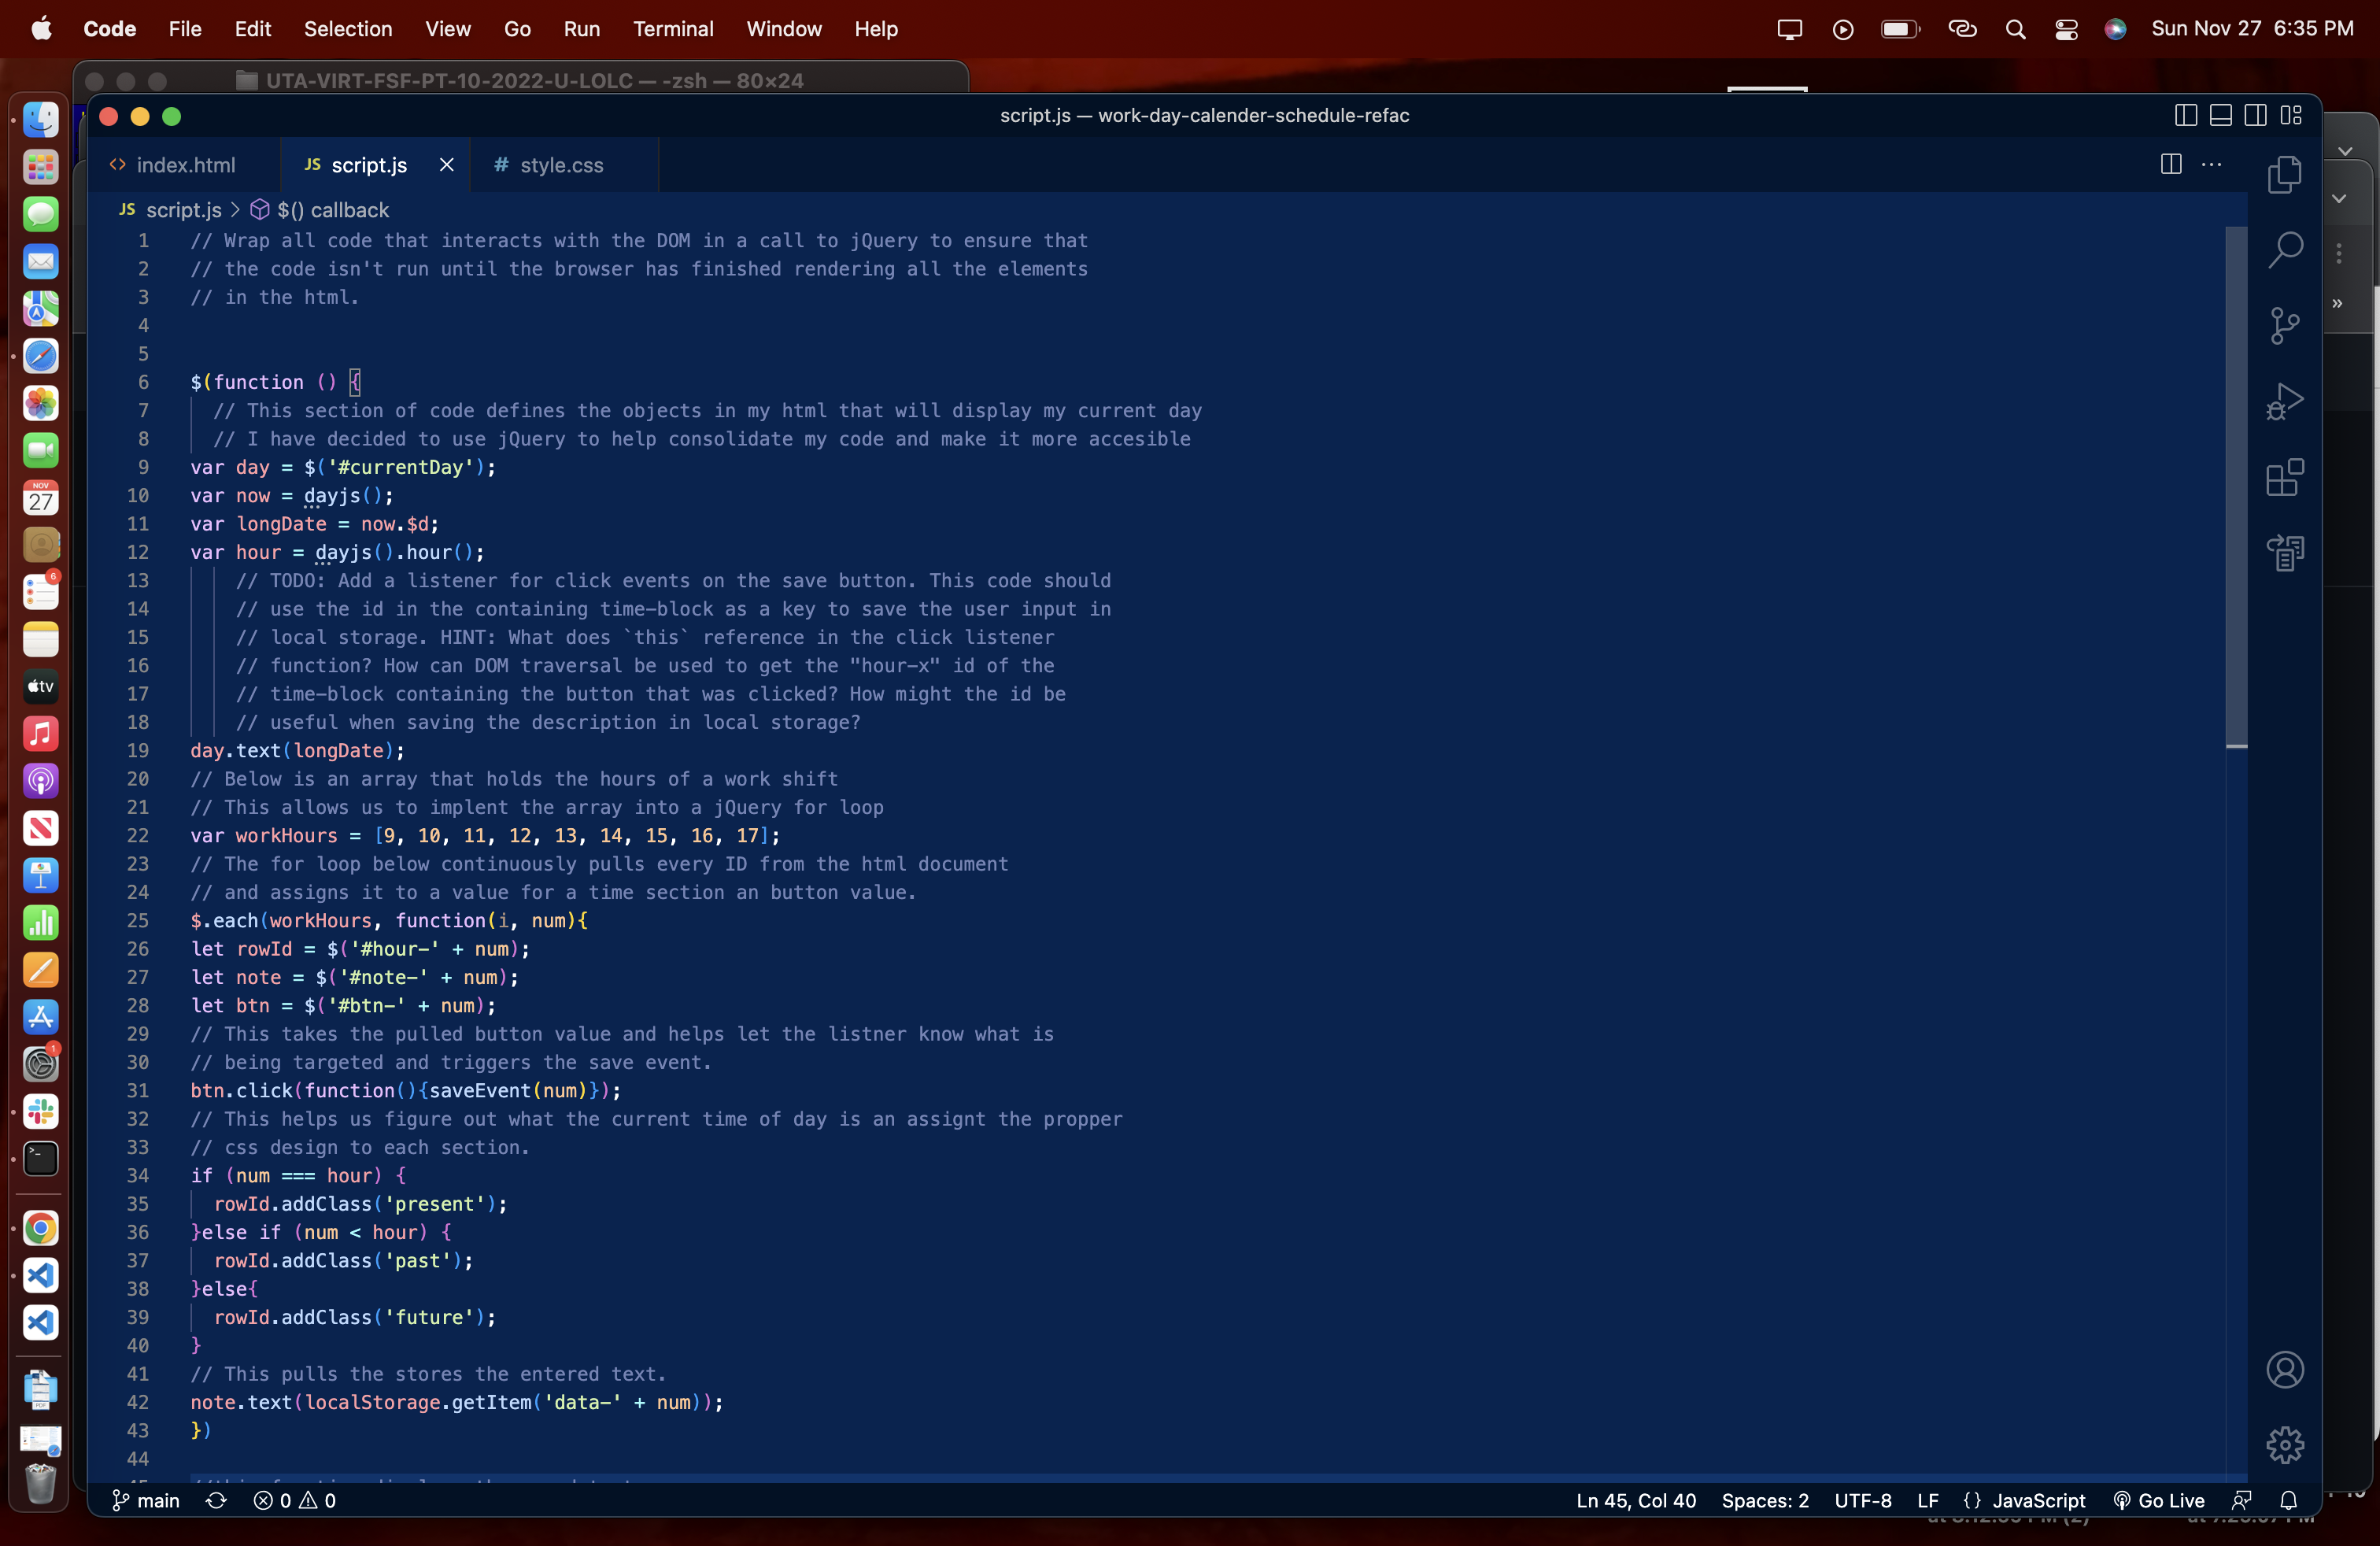 Code File Edit Selection View Go Run Terminal Window Help Sun Nov 27 6:35 PM
UTA-VIRT-FSF-PT-10-2022-U-LOLC — -zsh — 80×24
script.js — work-day-calender-schedule-refac
<> index.html JS script.js # style.css
JS script.js > $() callback
1 // Wrap all code that interacts with the DOM in a call to jQuery to ensure that
2 // the code isn't run until the browser has finished rendering all the elements
3 // in the html.
4
5
6 $(function () {
7 // This section of code defines the objects in my html that will display my current day
8 // I have decided to use jQuery to help consolidate my code and make it more accesible
9 var day = $('#currentDay');
10 var now = dayjs();
11 var longDate = now.$d;
12 var hour = dayjs().hour();
13 // TODO: Add a listener for click events on the save button. This code should
14 // use the id in the containing time-block as a key to save the user input in
15 // local storage. HINT: What does `this` reference in the click listener
16 // function? How can DOM traversal be used to get the "hour-x" id of the
17 // time-block containing the button that was clicked? How might the id be
18 // useful when saving the description in local storage?
19 day.text(longDate);
20 // Below is an array that holds the hours of a work shift
21 // This allows us to implent the array into a jQuery for loop
22 var workHours = [9, 10, 11, 12, 13, 14, 15, 16, 17];
23 // The for loop below continuously pulls every ID from the html document
24 // and assigns it to a value for a time section an button value.
25 $.each(workHours, function(i, num){
26 let rowId = $('#hour-' + num);
27 let note = $('#note-' + num);
28 let btn = $('#btn-' + num);
29 // This takes the pulled button value and helps let the listner know what is
30 // being targeted and triggers the save event.
31 btn.click(function(){saveEvent(num)});
32 // This helps us figure out what the current time of day is an assignt the propper
33 // css design to each section.
34 if (num === hour) {
35 rowId.addClass('present');
36 }else if (num < hour) {
37 rowId.addClass('past');
38 }else{
39 rowId.addClass('future');
40 }
41 // This pulls the stores the entered text.
42 note.text(localStorage.getItem('data-' + num));
43 })
44
main 0 0 Ln 45, Col 40 Spaces: 2 UTF-8 LF {} JavaScript Go Live
NOV
27
6
tv
1